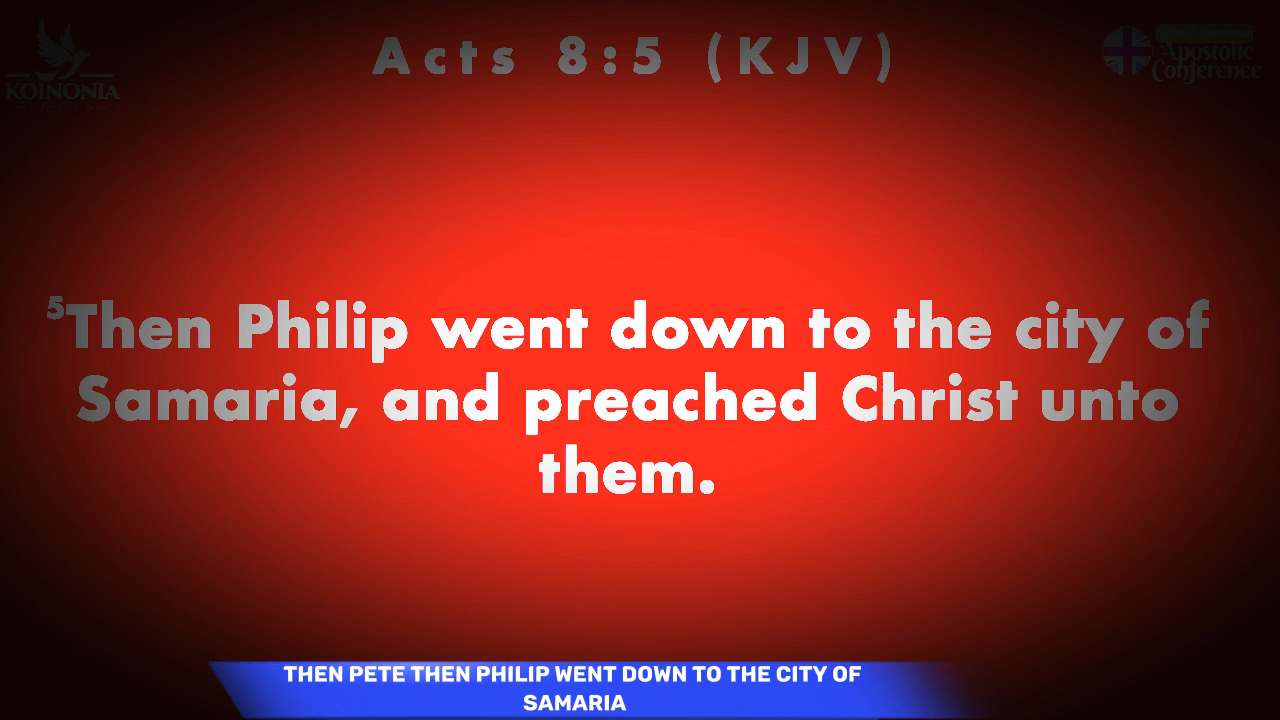 Acts 8:5 (KJV)
KOINONIA
Apostolic
Conference
5Then Philip went down to the city of
Samaria, and preached Christ unto
them.
THEN PETE THEN PHILIP WENT DOWN TO THE CITY OF
SAMARIA